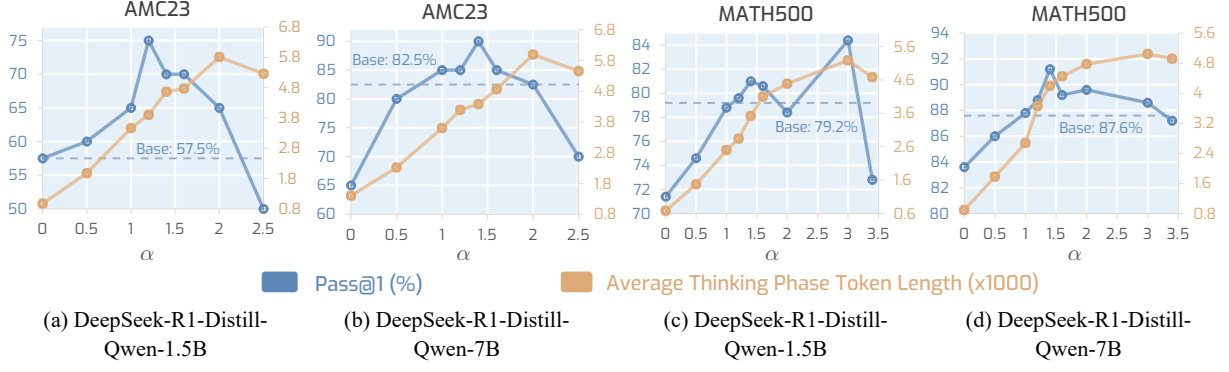 AMC23
75
70
65
60
55
50
6.8
5.8
4.8
3.8
2.8
1.8
0.8
Base: 57.5%
0 0.5 1 1.5 2 2.5
α
AMC23
90
85
80
75
70
65
60
6.8
5.8
4.8
3.8
2.8
1.8
0.8
Base: 82.5%
0 0.5 1 1.5 2 2.5
α
MATH500
84
82
80
78
76
74
72
70
5.6
4.6
3.6
2.6
1.6
0.6
Base: 79.2%
0 0.5 1 1.5 2 2.5 3 3.5
α
MATH500
94
92
90
88
86
84
82
80
5.6
4.8
4
3.2
2.4
1.6
0.8
Base: 87.6%
0 0.5 1 1.5 2 2.5 3 3.5
α
Pass@1 (%)
Average Thinking Phase Token Length (x1000)
(a) DeepSeek-R1-Distill-
Qwen-1.5B
(b) DeepSeek-R1-Distill-
Qwen-7B
(c) DeepSeek-R1-Distill-
Qwen-1.5B
(d) DeepSeek-R1-Distill-
Qwen-7B